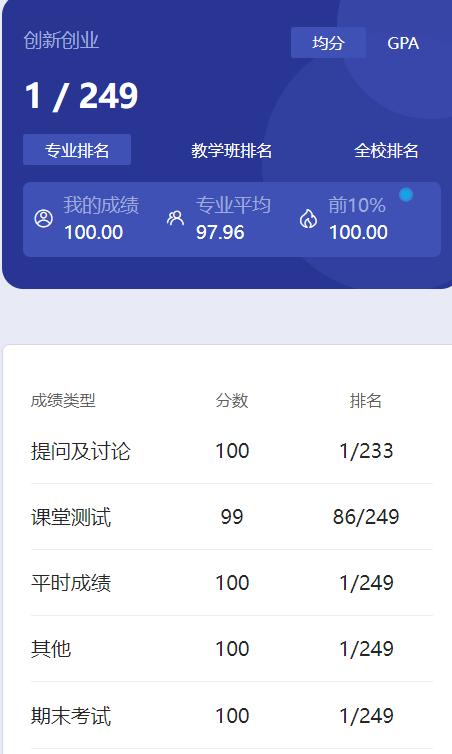 创新创业
均分 GPA
1 / 249
专业排名 教学班排名 全校排名
我的成绩 专业平均 前10%
100.00 97.96 100.00
成绩类型 分数 排名
提问及讨论 100 1/233
课堂测试 99 86/249
平时成绩 100 1/249
其他 100 1/249
期末考试 100 1/249